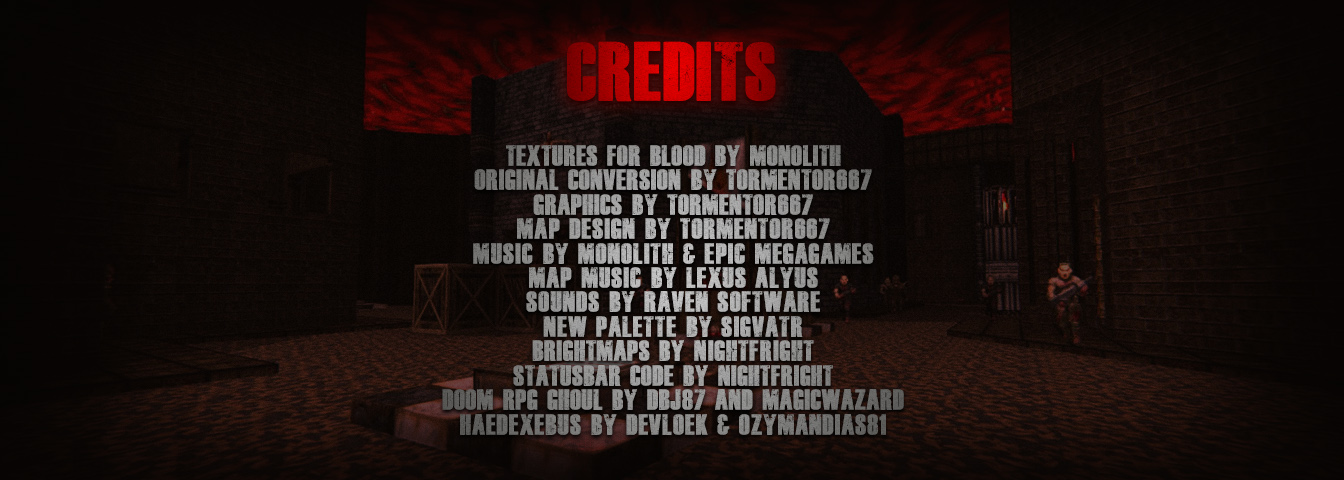 CREDITS
TEXTURES FOR BLOOD BY MONOLITH
ORIGINAL CONVERSION BY TORMENTOR667
GRAPHICS BY TORMENTOR667
MAP DESIGN BY TORMENTOR667
MUSIC BY MONOLITH & EPIC MEGAGAMES
MAP MUSIC BY LEXUS ALYUS
SOUNDS BY RAVEN SOFTWARE
NEW PALETTE BY SIGVATR
BRIGHTMAPS BY NIGHTFRIGHT
STATUSBAR CODE BY NIGHTFRIGHT
DOOM RPG GHOUL BY DBJ87 AND MAGICWAZARD
HAEDEXEBUS BY DEVLOEK & OZYMANDIAS81